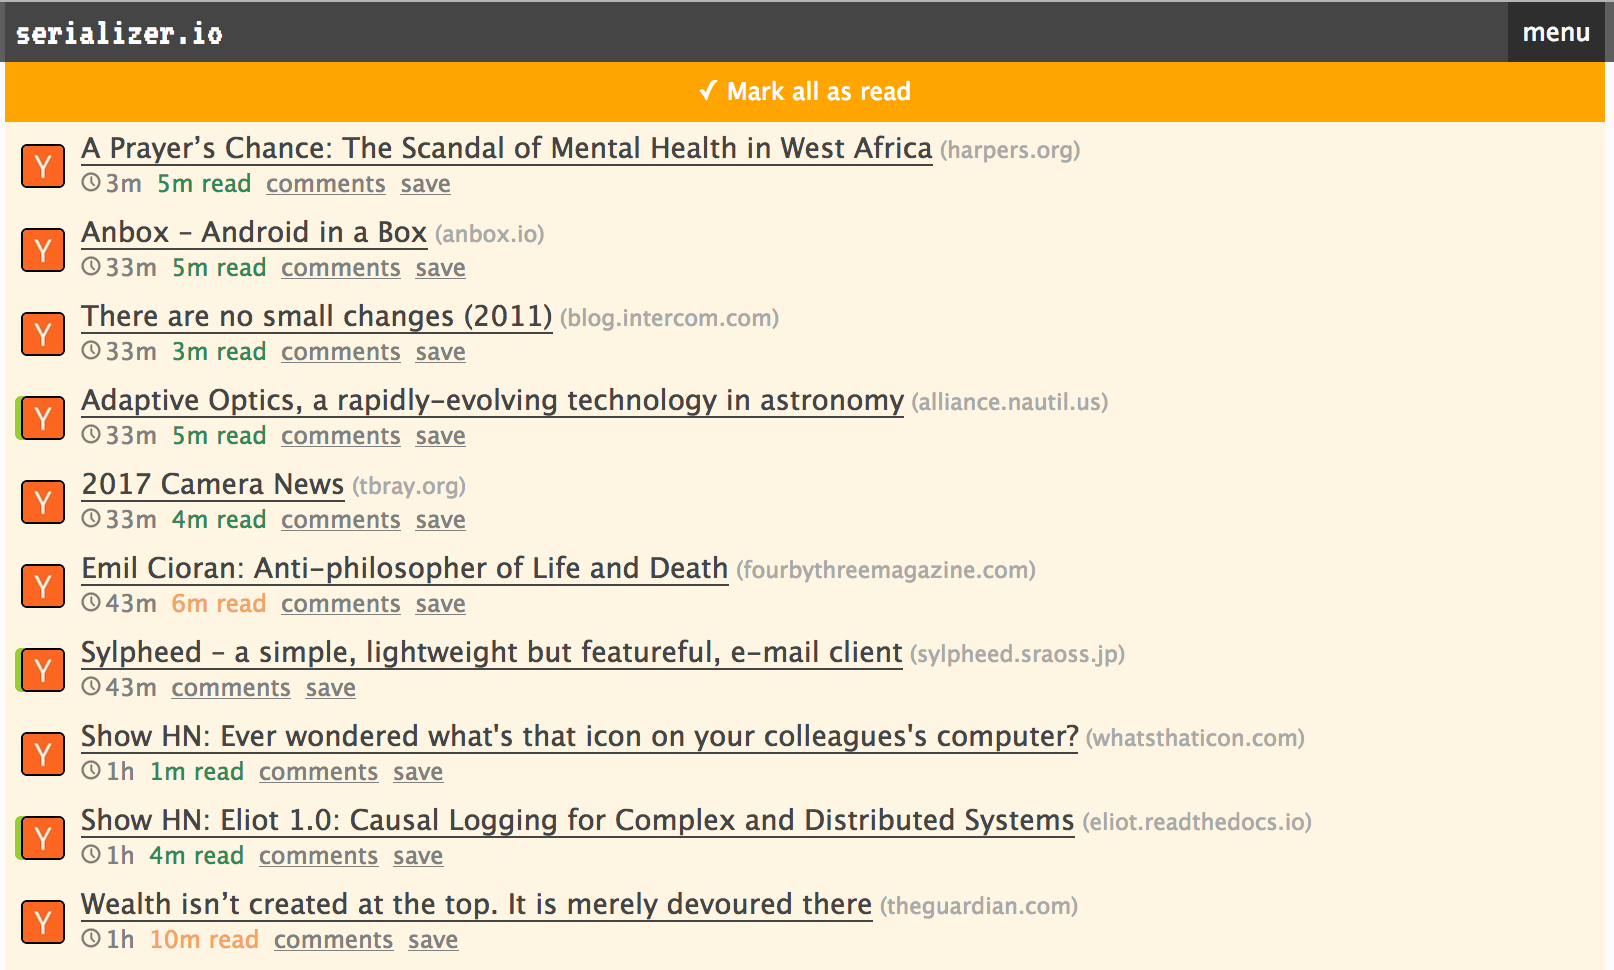 serializer.io menu
✓ Mark all as read
Y A Prayer’s Chance: The Scandal of Mental Health in West Africa (harpers.org)
3m 5m read comments save
Y Anbox - Android in a Box (anbox.io)
33m 5m read comments save
Y There are no small changes (2011) (blog.intercom.com)
33m 3m read comments save
Y Adaptive Optics, a rapidly-evolving technology in astronomy (alliance.nautil.us)
33m 5m read comments save
Y 2017 Camera News (tbray.org)
33m 4m read comments save
Y Emil Cioran: Anti-philosopher of Life and Death (fourbythreemagazine.com)
43m 6m read comments save
Y Sylpheed – a simple, lightweight but featureful, e-mail client (sylpheed.sraoss.jp)
43m comments save
Y Show HN: Ever wondered what's that icon on your colleagues's computer? (whatsthaticon.com)
1h 1m read comments save
Y Show HN: Eliot 1.0: Causal Logging for Complex and Distributed Systems (eliot.readthedocs.io)
1h 4m read comments save
Y Wealth isn’t created at the top. It is merely devoured there (theguardian.com)
1h 10m read comments save